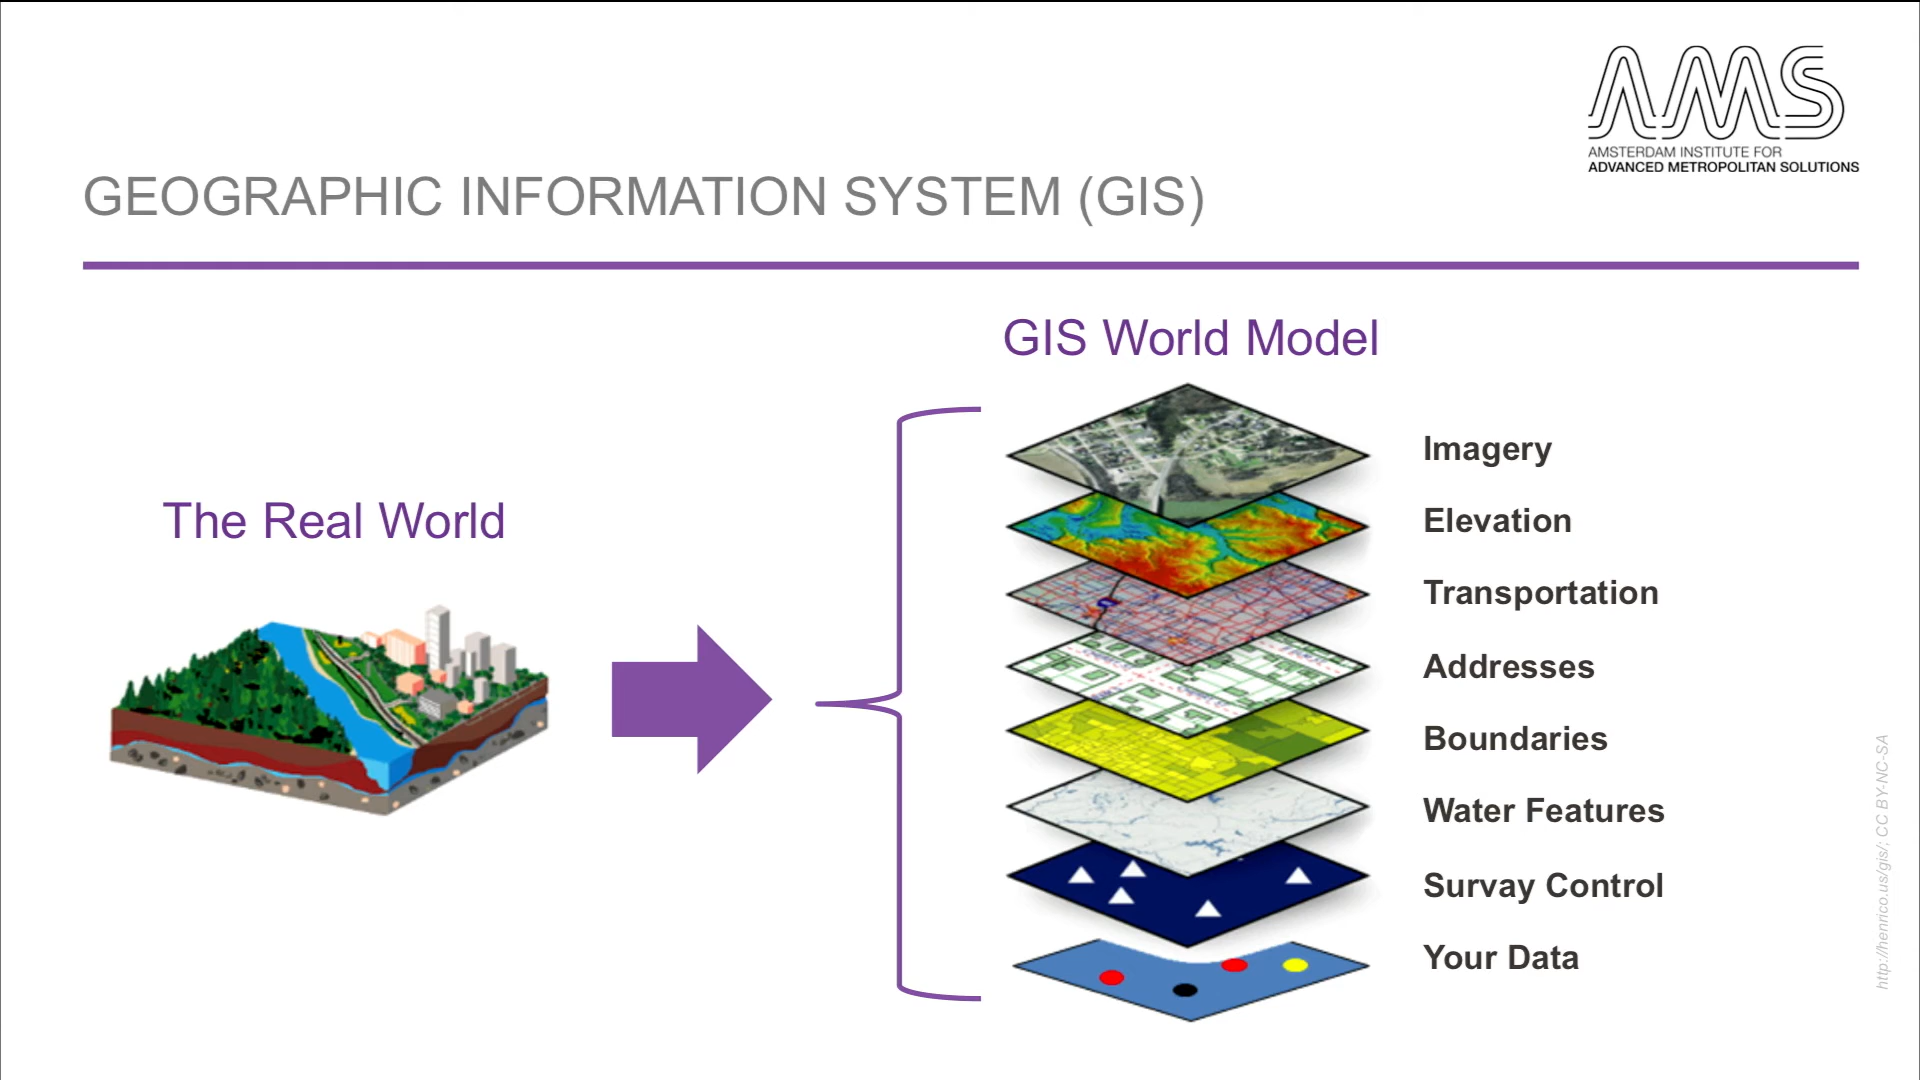 AMS
AMSTERDAM INSTITUTE FOR
ADVANCED METROPOLITAN SOLUTIONS
GEOGRAPHIC INFORMATION SYSTEM (GIS)
GIS World Model
The Real World
Imagery
Elevation
Transportation
Addresses
Boundaries
Water Features
Survay Control
Your Data
http://henrico.us/gis/; CC BY-NC-SA